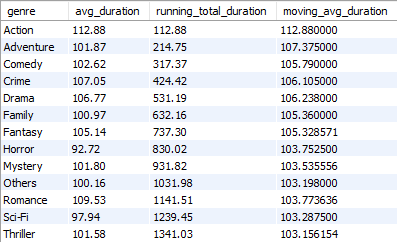 genre avg_duration running_total_duration moving_avg_duration
Action 112.88 112.88 112.880000
Adventure 101.87 214.75 107.375000
Comedy 102.62 317.37 105.790000
Crime 107.05 424.42 106.105000
Drama 106.77 531.19 106.238000
Family 100.97 632.16 105.360000
Fantasy 105.14 737.30 105.328571
Horror 92.72 830.02 103.752500
Mystery 101.80 931.82 103.535556
Others 100.16 1031.98 103.198000
Romance 109.53 1141.51 103.773636
Sci-Fi 97.94 1239.45 103.287500
Thriller 101.58 1341.03 103.156154